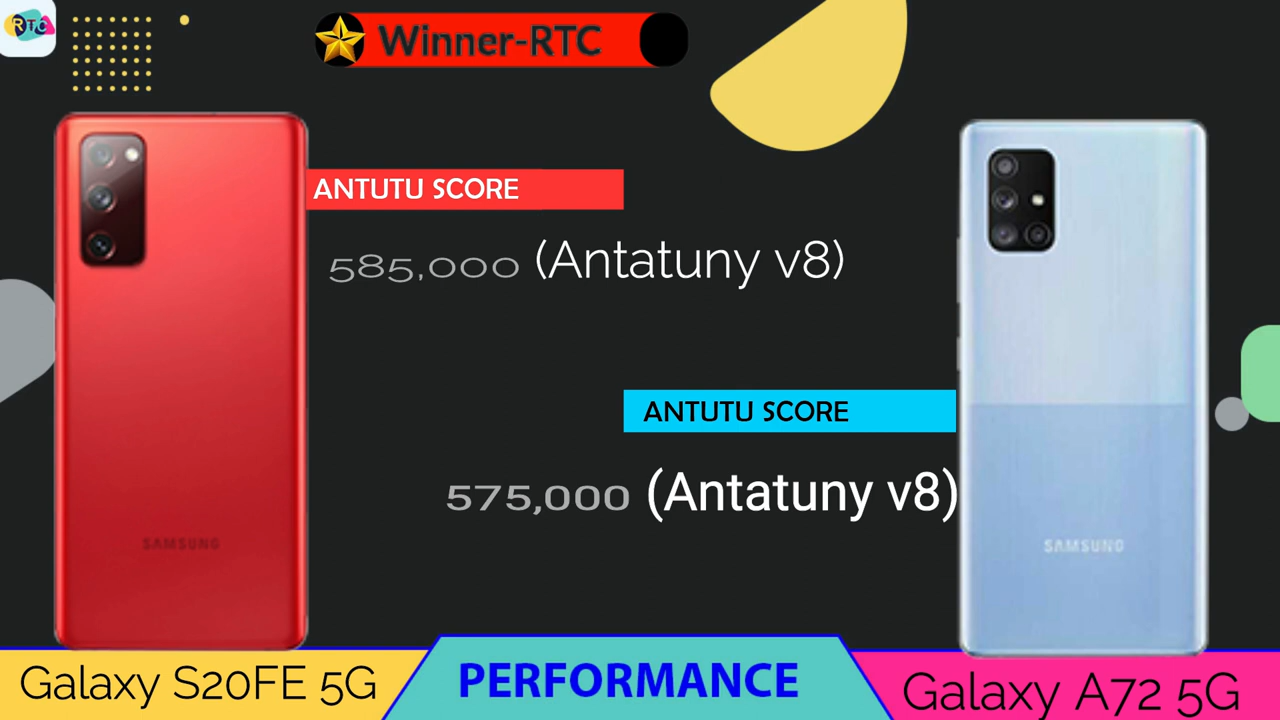 RTC
Winner-RTC
ANTUTU SCORE
585,000 (Antatuny v8)
ANTUTU SCORE
575,000 (Antatuny v8)
SAMSUNG
SAMSUNG
Galaxy S20FE 5G
PERFORMANCE
Galaxy A72 5G